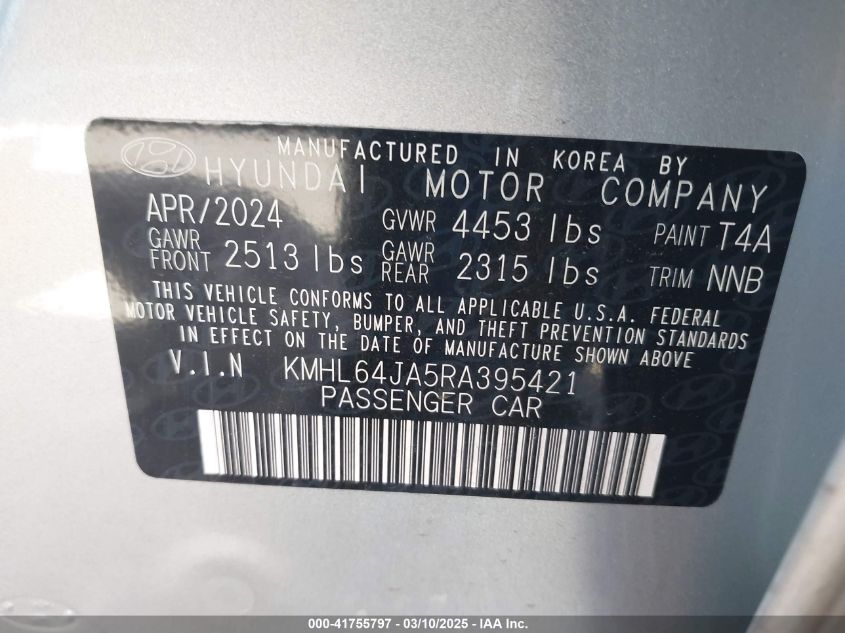 MANUFACTURED IN KOREA BY
HYUNDAI MOTOR COMPANY
APR/2024 GVWR 4453 lbs PAINT T4A
GAWR FRONT 2513 lbs GAWR REAR 2315 lbs TRIM NNB
THIS VEHICLE CONFORMS TO ALL APPLICABLE U.S.A. FEDERAL
MOTOR VEHICLE SAFETY, BUMPER, AND THEFT PREVENTION STANDARDS
IN EFFECT ON THE DATE OF MANUFACTURE SHOWN ABOVE
V.I.N KMHL64JA5RA395421
PASSENGER CAR
000-41755797 - 03/10/2025 - IAA Inc.